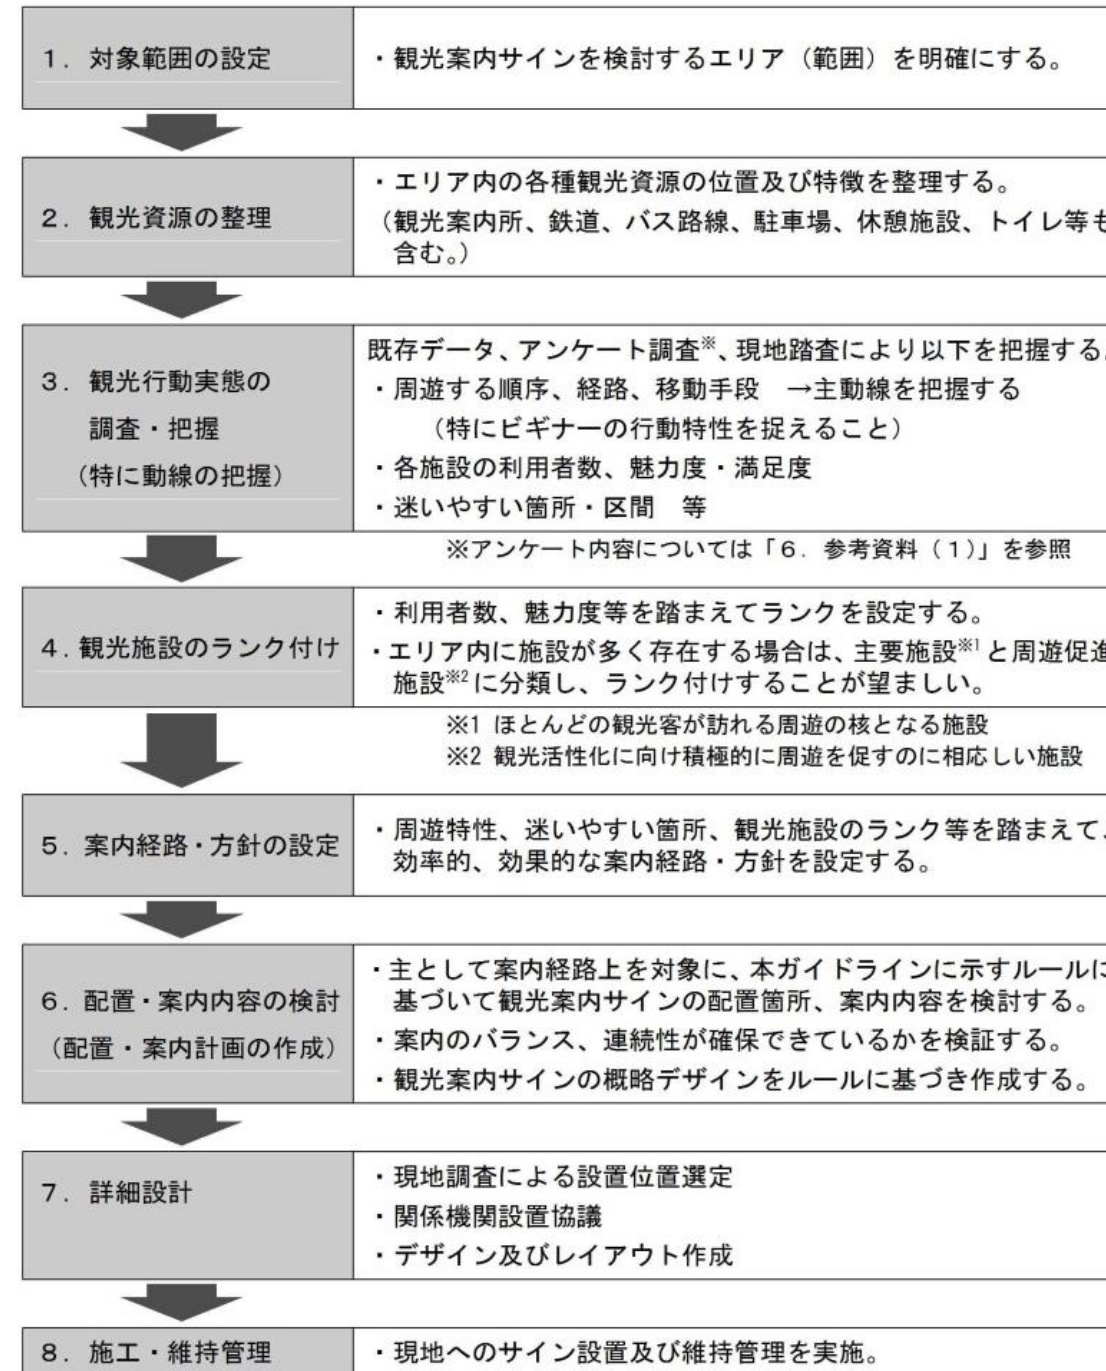 １．対象範囲の設定
・観光案内サインを検討するエリア（範囲）を明確にする。
２．観光資源の整理
・エリア内の各種観光資源の位置及び特徴を整理する。
（観光案内所、鉄道、バス路線、駐車場、休憩施設、トイレ等も
含む。）
３．観光行動実態の
調査・把握
（特に動線の把握）
既存データ、アンケート調査※、現地踏査により以下を把握する。
・周遊する順序、経路、移動手段　→主動線を把握する
（特にビギナーの行動特性を捉えること）
・各施設の利用者数、魅力度・満足度
・迷いやすい箇所・区間　等
※アンケート内容については「６．参考資料（１）」を参照
４．観光施設のランク付け
・利用者数、魅力度等を踏まえてランクを設定する。
・エリア内に施設が多く存在する場合は、主要施設※1と周遊促進
施設※2に分類し、ランク付けすることが望ましい。
※1 ほとんどの観光客が訪れる周遊の核となる施設
※2 観光活性化に向け積極的に周遊を促すのに相応しい施設
５．案内経路・方針の設定
・周遊特性、迷いやすい箇所、観光施設のランク等を踏まえて、
効率的、効果的な案内経路・方針を設定する。
６．配置・案内内容の検討
（配置・案内計画の作成）
・主として案内経路上を対象に、本ガイドラインに示すルールに
基づいて観光案内サインの配置箇所、案内内容を検討する。
・案内のバランス、連続性が確保できているかを検証する。
・観光案内サインの概略デザインをルールに基づき作成する。
７．詳細設計
・現地調査による設置位置選定
・関係機関設置協議
・デザイン及びレイアウト作成
８．施工・維持管理
・現地へのサイン設置及び維持管理を実施。